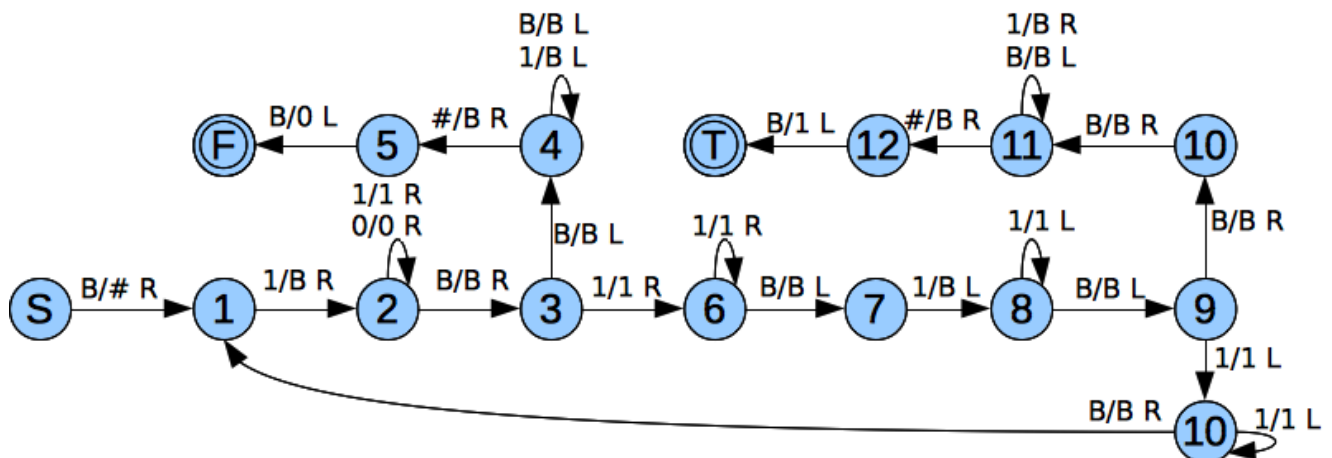 B/B L
1/B L
1/B R
B/B L
F
B/0 L
5
#/B R
4
T
B/1 L
12
#/B R
11
B/B R
10
1/1 R
0/0 R
B/B L
1/1 R
1/1 L
B/B R
S
B/# R
1
1/B R
2
B/B R
3
1/1 R
6
B/B L
7
1/B L
8
B/B L
9
1/1 L
B/B R
10
1/1 L